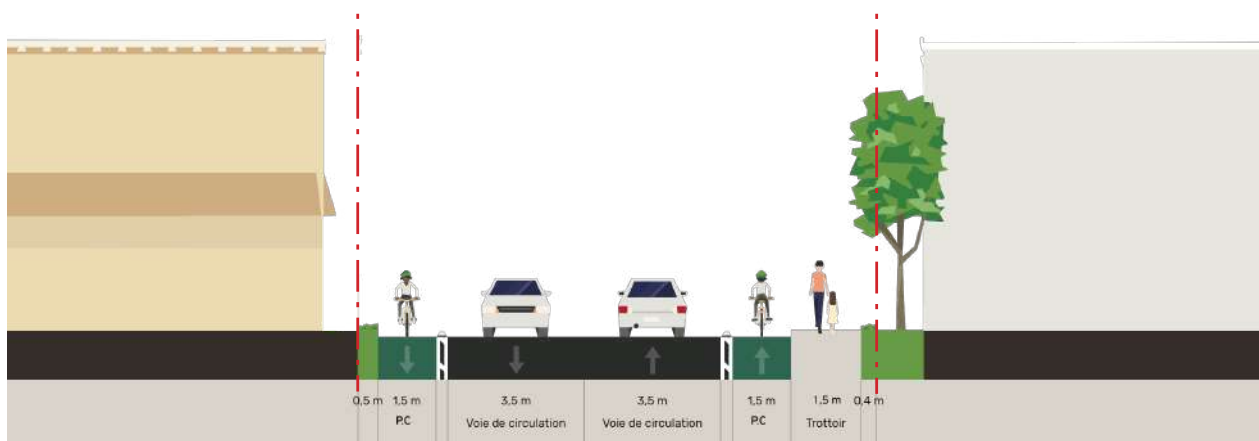 0,5 m
1,5 m
P.C
3,5 m
Voie de circulation
3,5 m
Voie de circulation
1,5 m
P.C
1,5 m
Trottoir
0,4 m